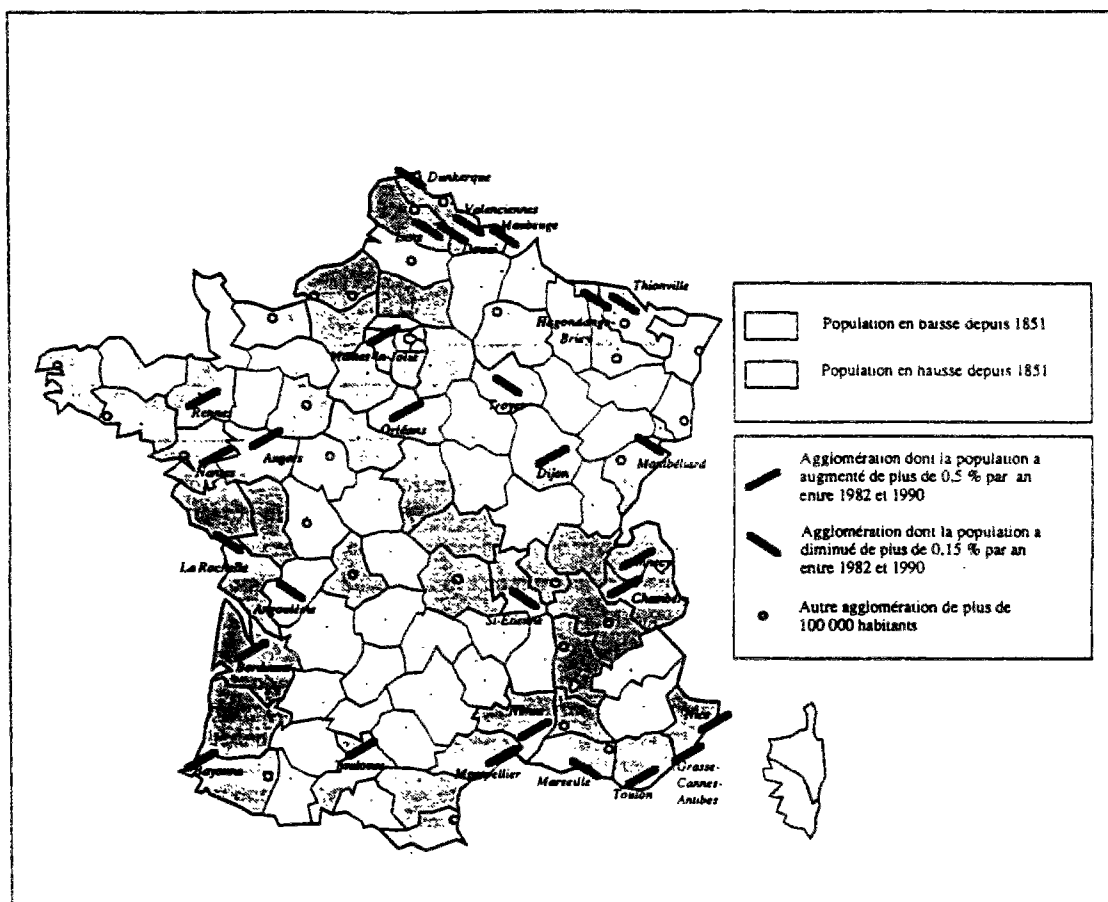 Dunkerque
Valenciennes
Maubeuge
Thionville
Hagondange-
Briey
Mantes-la-Jolie
Rennes
Orléans
Troyes
Nantes
Angers
Dijon
Montbéliard
La Rochelle
Angoulême
St-Etienne
Chambéry
Bordeaux
Nîmes
Nice
Bayonne
Toulouse
Montpellier
Marseille
Toulon
Grasse-
Cannes-
Antibes
Population en baisse depuis 1851
Population en hausse depuis 1851
Agglomération dont la population a
augmenté de plus de 0,5 % par an
entre 1982 et 1990
Agglomération dont la population a
diminué de plus de 0,15 % par an
entre 1982 et 1990
Autre agglomération de plus de
100 000 habitants